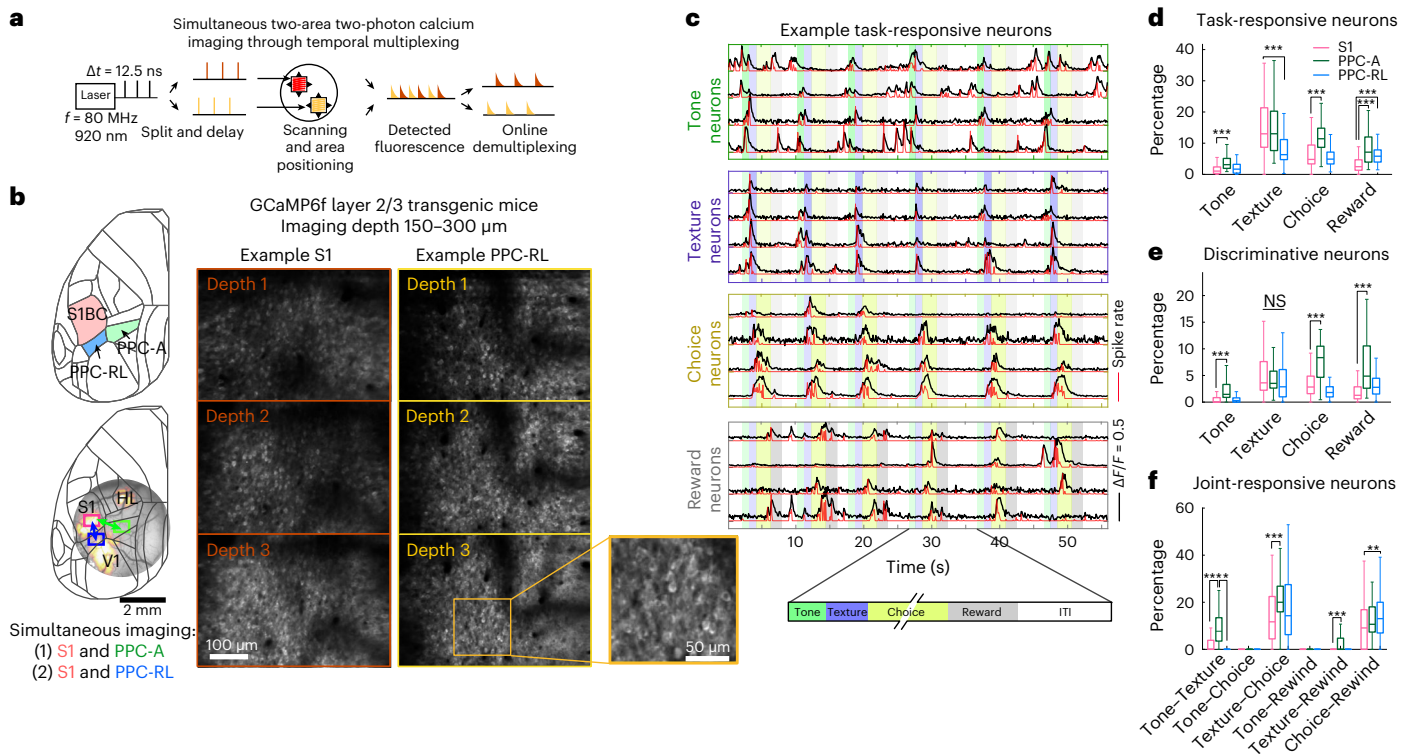 a
Simultaneous two-area two-photon calcium
imaging through temporal multiplexing
Δt = 12.5 ns
Laser
f = 80 MHz
920 nm
Split and delay
Scanning
and area
positioning
Detected
fluorescence
Online
demultiplexing
b
GCaMP6f layer 2/3 transgenic mice
Imaging depth 150–300 µm
Example S1
Example PPC-RL
S1BC
PPC-A
PPC-RL
HL
S1
V1
2 mm
Simultaneous imaging:
(1) S1 and PPC-A
(2) S1 and PPC-RL
Depth 1
Depth 2
Depth 3
100 µm
Depth 1
Depth 2
Depth 3
50 µm
c
Example task-responsive neurons
Tone
neurons
Texture
neurons
Choice
neurons
Reward
neurons
Spike rate
ΔF/F = 0.5
10 20 30 40 50
Time (s)
Tone Texture Choice Reward ITI
d
Task-responsive neurons
Percentage
40
30
20
10
0
S1
PPC-A
PPC-RL
***
***
***
***
***
Tone
Texture
Choice
Reward
e
Discriminative neurons
Percentage
20
15
10
5
0
***
NS
***
***
Tone
Texture
Choice
Reward
f
Joint-responsive neurons
Percentage
60
40
20
0
*****
***
***
**
Tone–Texture
Tone–Choice
Texture–Choice
Tone–Rewind
Texture–Rewind
Choice–Rewind